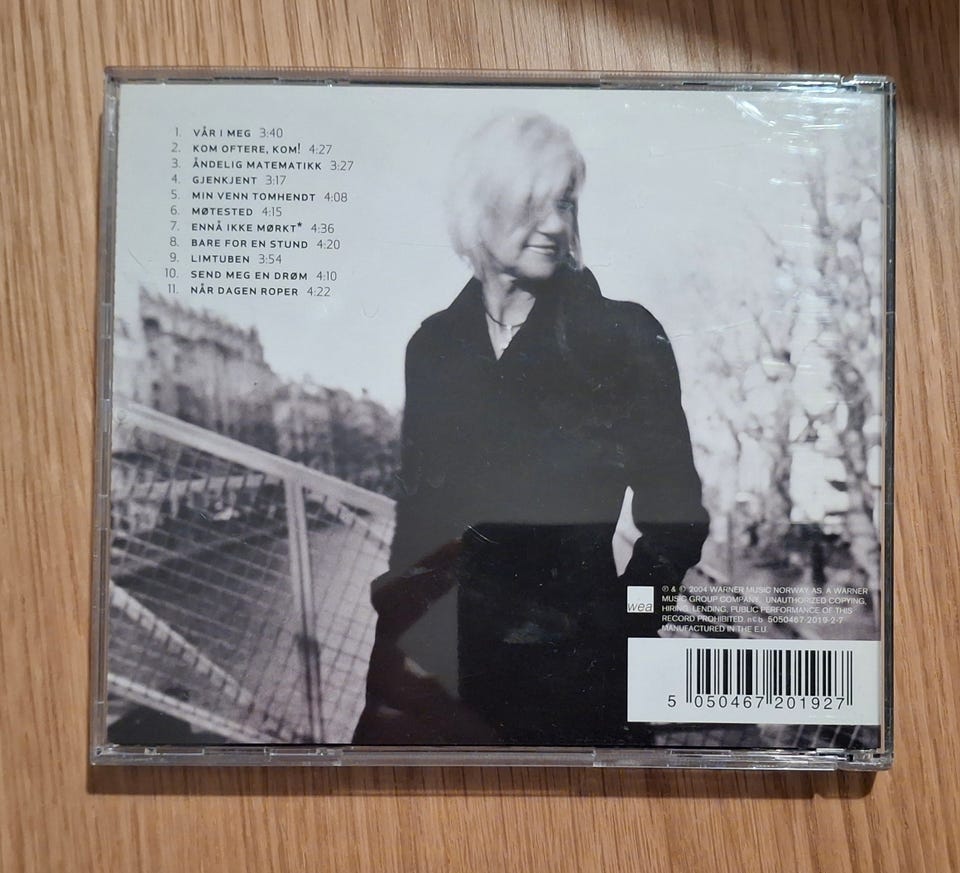 1. VÅR I MEG 3:40
2. KOM OFTERE, KOM! 4:27
3. ÅNDELIG MATEMATIKK 3:27
4. GJENKJENT 3:17
5. MIN VENN TOMHENDT 4:08
6. MØTESTED 4:15
7. ENNÅ IKKE MØRKT* 4:36
8. BARE FOR EN STUND 4:20
9. LIMTUBEN 3:54
10. SEND MEG EN DRØM 4:10
11. NÅR DAGEN ROPER 4:22
wea
℗ & © 2004 WARNER MUSIC NORWAY AS. A WARNER
MUSIC GROUP COMPANY. UNAUTHORIZED COPYING,
HIRING, LENDING, PUBLIC PERFORMANCE OF THIS
RECORD PROHIBITED. n©b 5050467-2019-2-7
MANUFACTURED IN THE E.U.
5 050467 201927